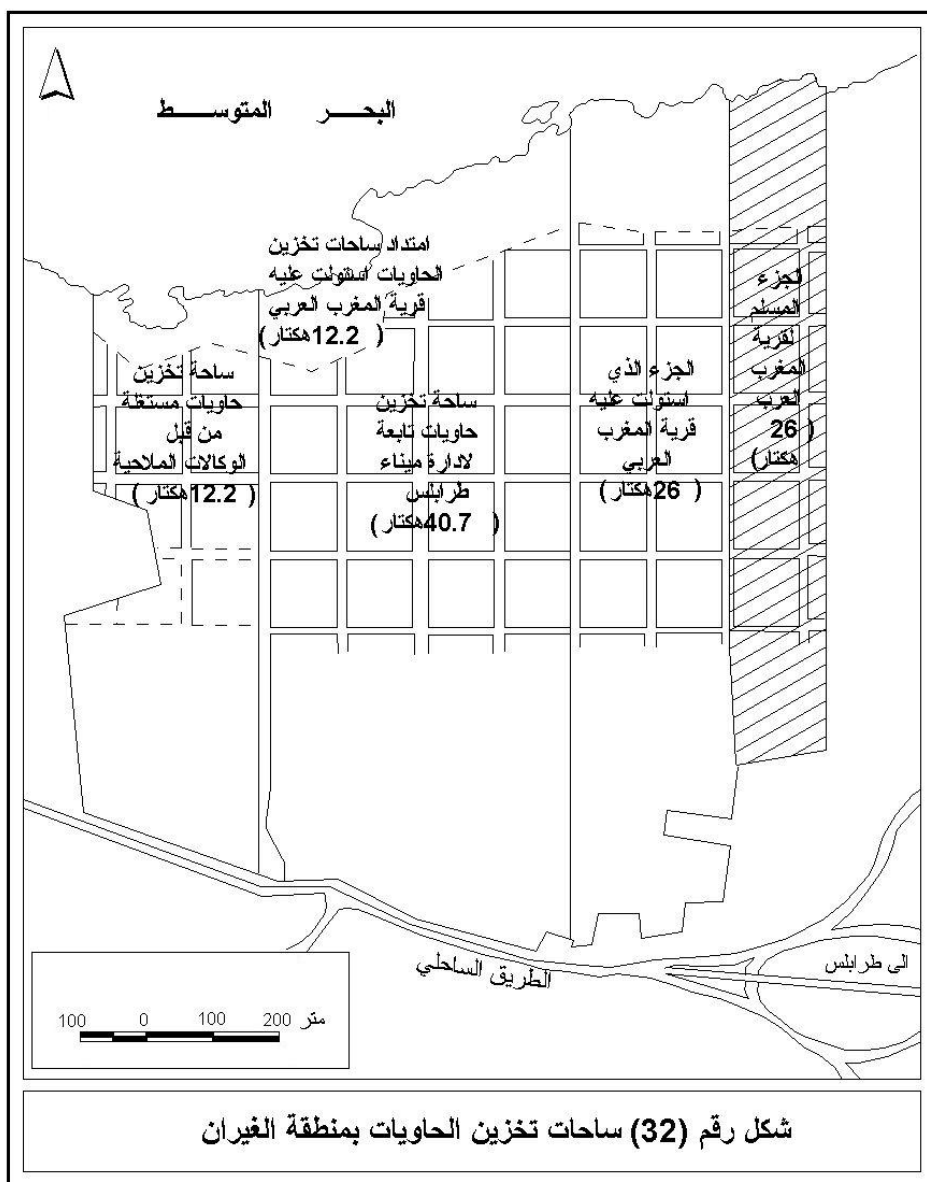 البحـــر المتوســـــط
امتداد ساحات تخزين
الحاويات استولت عليه
قرية المغرب العربي
(12.2هكتار )
الجزء
المسلم
لقرية
المغرب
العرب
( 26
هكتار)
الجزء الذي
استولت عليه
قرية المغرب
العربي
(26هكتار )
ساحة تخزين
حاويات تابعة
لادارة ميناء
طرابلس
(40.7هكتار )
ساحة تخزين
حاويات مستغلة
من قبل
الوكالات الملاحية
(12.2هكتار )
الى طرابلس
الطريق الساحلي
100 0 100 200 متر
شكل رقم (32) ساحات تخزين الحاويات بمنطقة الغيران